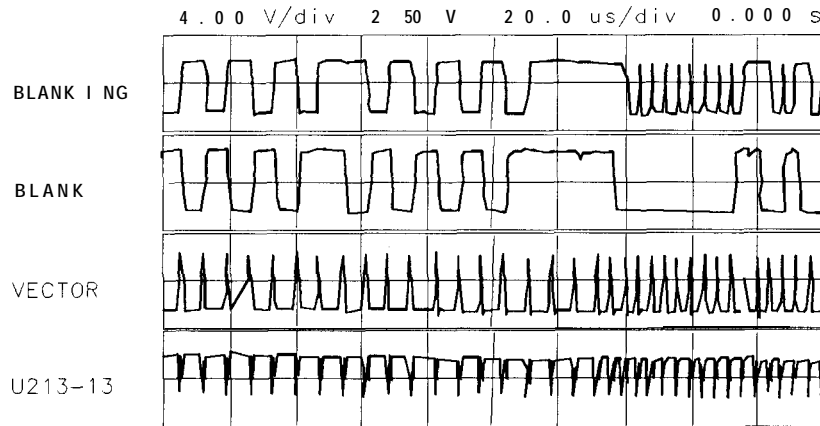 4.00 V/div 2 50 V 20.0 us/div 0.000 s
BLANK I NG
BLANK
VECTOR
U213-13